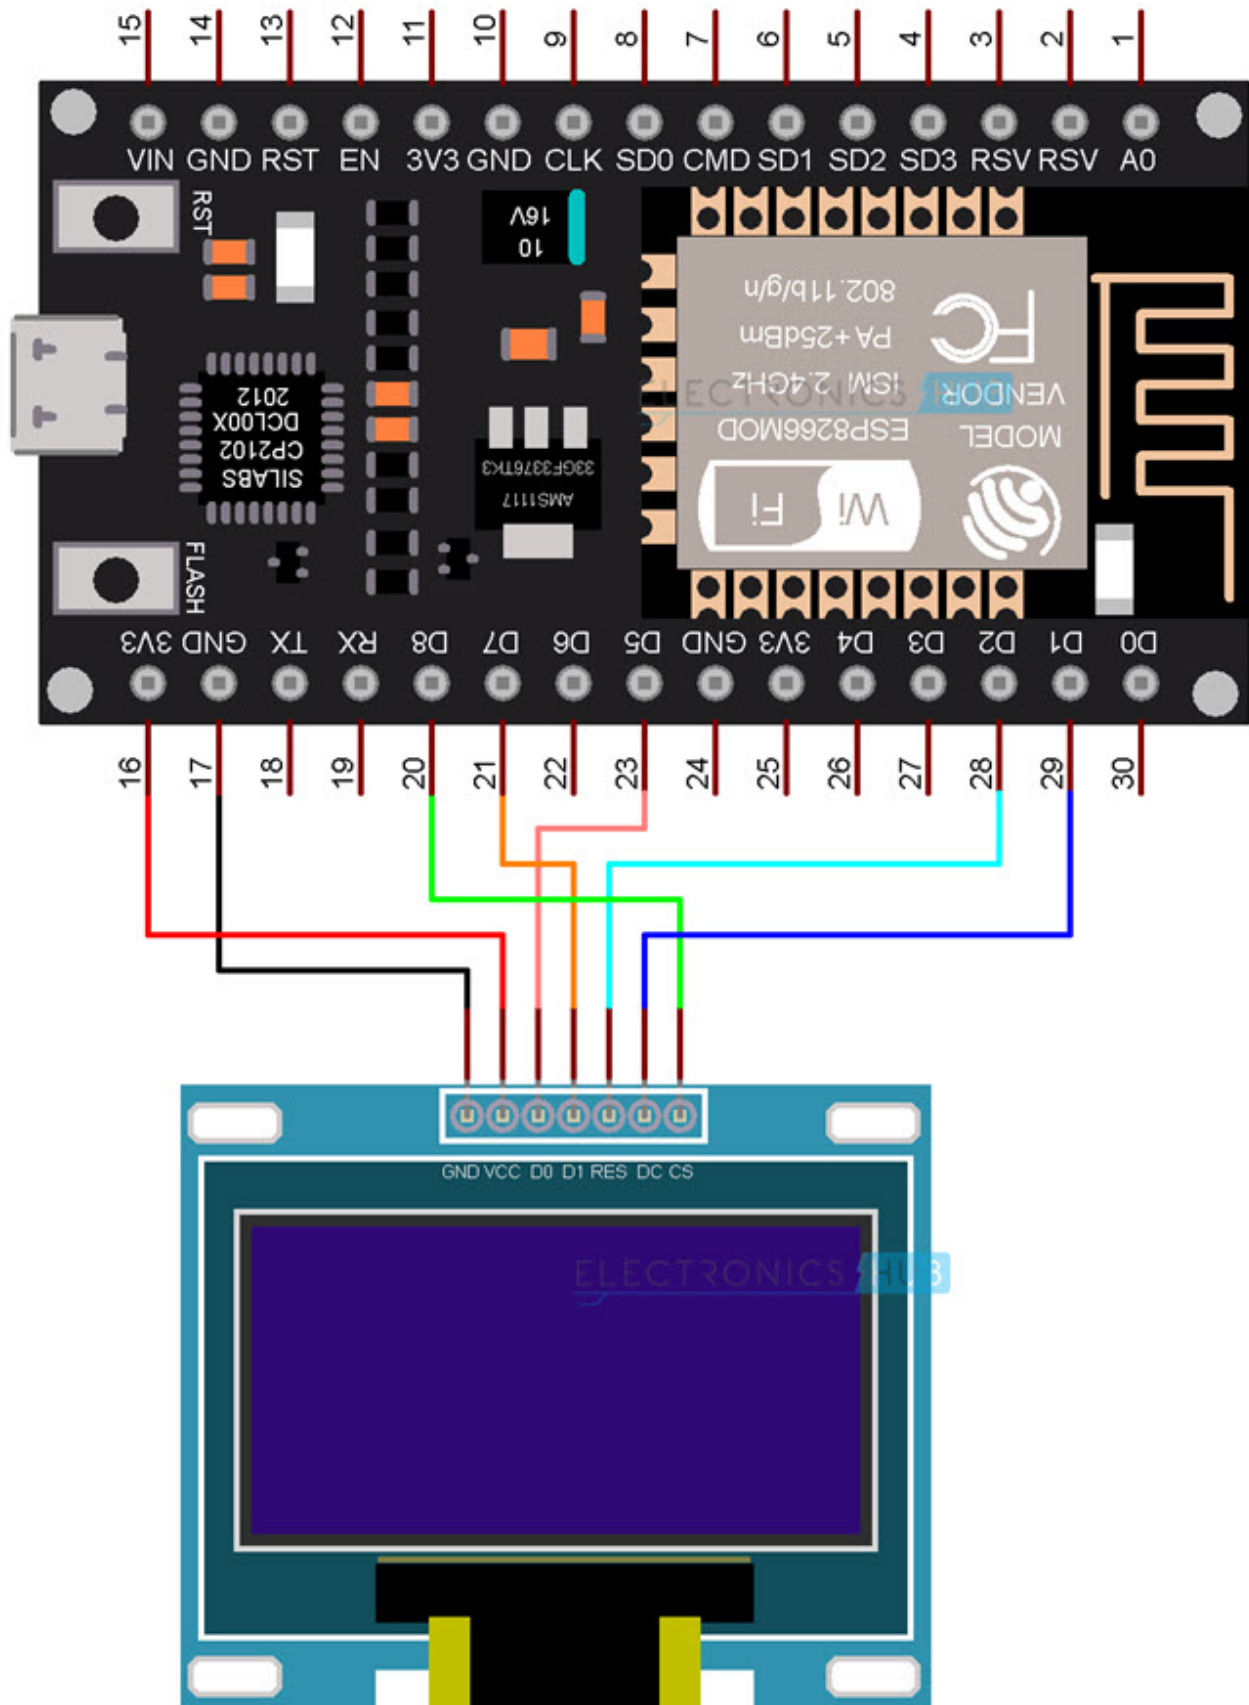 15 14 13 12 11 10 9 8 7 6 5 4 3 2 1
VIN GND RST EN 3V3 GND CLK SD0 CMD SD1 SD2 SD3 RSV RSV A0
RST
10
16V
802.11b/g/n
PA +25dBm
ISM 2.4GHz
ESP8266MOD
FC
VENDOR
MODEL
Wi Fi
ELECTRONICS HUB
SILABS
CP2102
DCL00X
2012
AMS1117
33GF3376TK3
FLASH
3V3 GND TX RX D8 D7 D6 D5 GND 3V3 D4 D3 D2 D1 D0
16 17 18 19 20 21 22 23 24 25 26 27 28 29 30
GND VCC D0 D1 RES DC CS
ELECTRONICS HUB